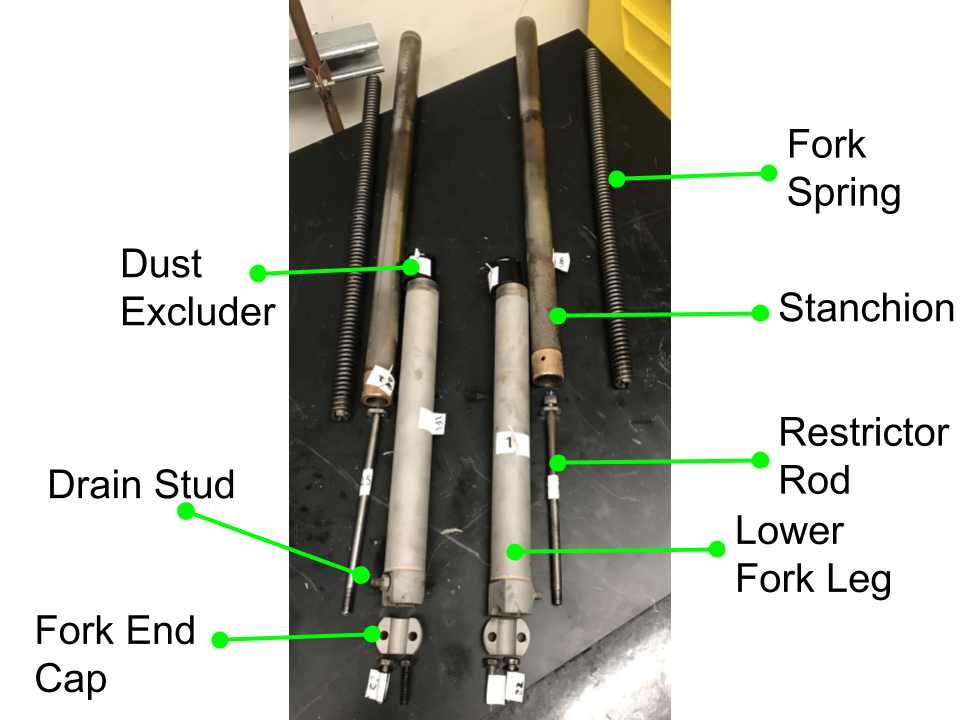 Fork
Spring
Dust
Excluder
Stanchion
Restrictor
Rod
Drain Stud
Lower
Fork Leg
Fork End
Cap
1